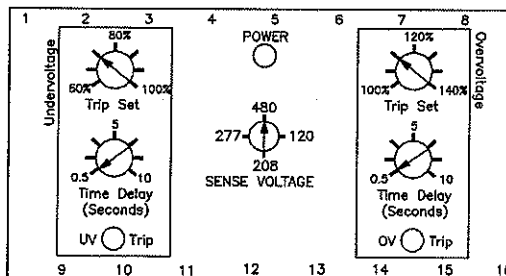 1 2 3 4 5 6 7 8
Undervoltage
80%
60% 100%
Trip Set
5
0.5 10
Time Delay
(Seconds)
UV Trip
POWER
480
277 120
208
SENSE VOLTAGE
Overvoltage
120%
100% 140%
Trip Set
5
0.5 10
Time Delay
(Seconds)
OV Trip
9 10 11 12 13 14 15 16